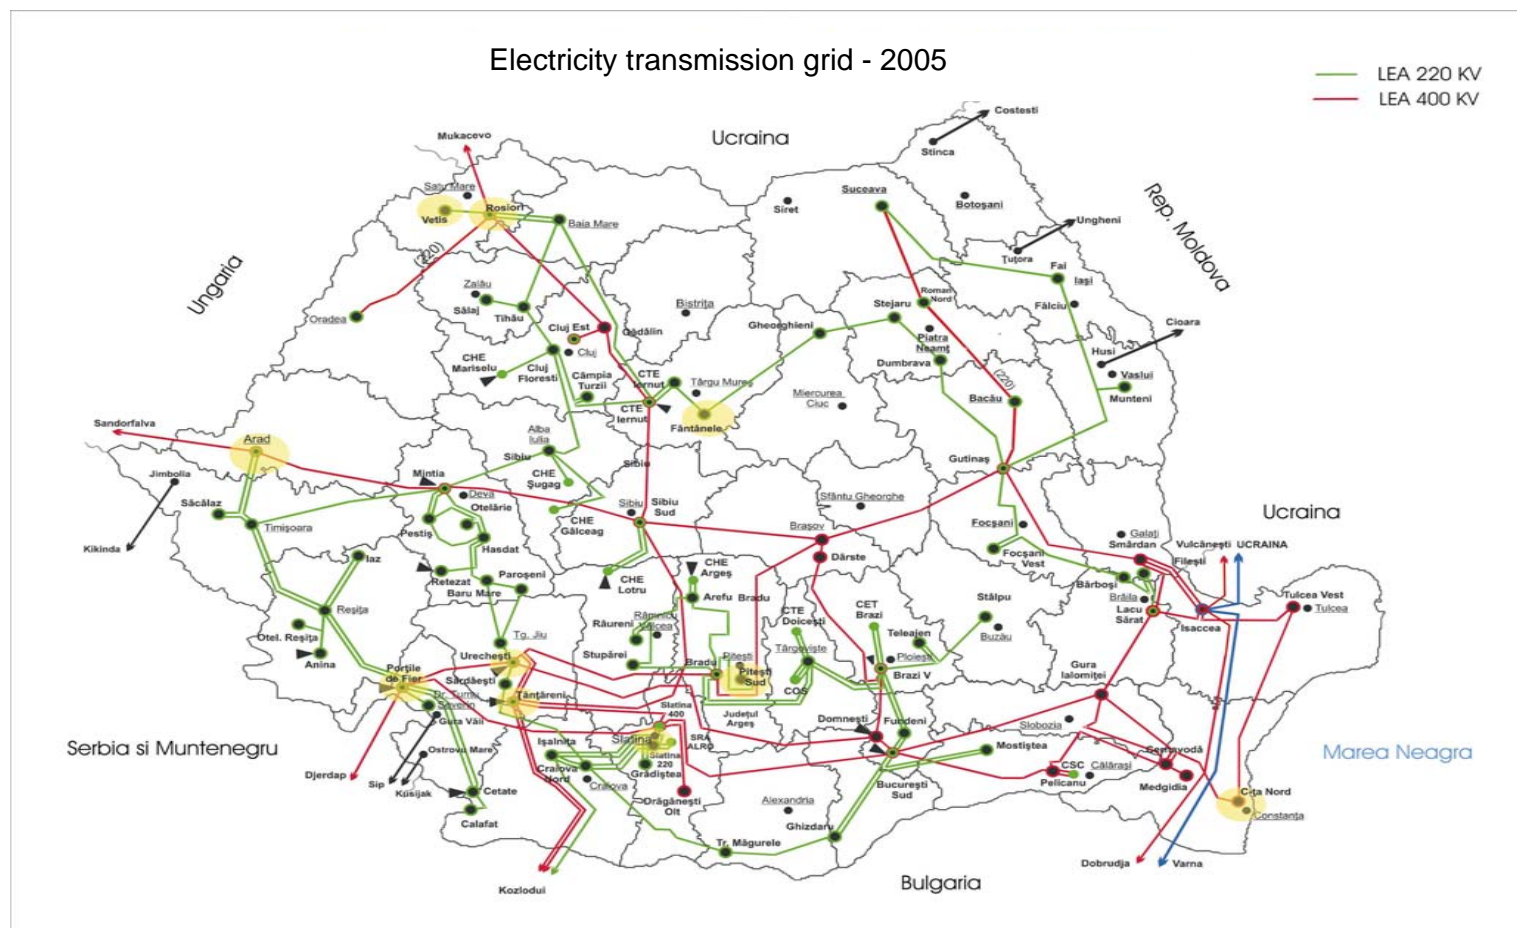 Electricity transmission grid - 2005
LEA 220 KV
LEA 400 KV
Costesti
Mukacevo
Ucraina
Stinca
Satu Mare
Rosiori
Vetis
Baia Mare
Siret
Suceava
Botoşani
Rep. Moldova
Ungheni
Ungaria
(220)
Ţuţora
Fai
Iaşi
Zalău
Sălaj
Tihău
Oradea
Bistriţa
Roman
Nord
Stejaru
Fălciu
Cioara
Cluj Est
Gădălin
Gheorghieni
Piatra
Neamţ
Cluj
Dumbrava
Husi
CHE
Mariselu
Cluj
Floresti
Câmpia
Turzii
CTE
Iernut
Târgu Mureş
Vaslui
Munteni
(220)
Bacău
Miercurea
Ciuc
CTE
Iernut
Fântânele
Sandorfalva
Arad
Alba
Iulia
Sibiu
Sibiu
Gutinaş
Jimbolia
Mintia
CHE
Şugag
Deva
Săcălaz
Timişoara
Otelărie
Pestiş
CHE
Gâlceag
Sibiu
Sibiu
Sud
Sfântu Gheorghe
Braşov
Focşani
Ucraina
Kikinda
Hasdat
Dârste
Focşani
Vest
Galaţi
Smârdan
Vulcăneşti
UCRAINA
Filești
Iaz
Retezat
Baru Mare
Paroşeni
CHE
Lotru
CHE
Argeş
Arefu
Bradu
Bărboşi
Brăila
Lacu
Sărat
Isaccea
Tulcea Vest
Tulcea
Reşiţa
Otel. Reşiţa
Anina
Tg. Jiu
Râureni
Râmnicu
Vâlcea
CTE
Doiceşti
CET
Brazi
Stâlpu
Teleajen
Buzău
Târgovişte
Ploieşti
Stupărei
Bradu
Piteşti
Piteşti
Sud
Urecheşti
Porţile
de Fier
Sărdăeşti
Ţânţăreni
COS
Brazi V
Gura
Ialomiţei
Dr. Turnu
Severin
Gura Văii
Slatina
400
Judeţul
Argeş
Domneşti
Fundeni
Slobozia
Serbia si Muntenegru
Ostrovu Mare
Işalniţa
Slatina
SRA
ALRO
Slatina
220
Mostiştea
Marea Neagra
Djerdap
Sip
Kusijak
Craiova
Nord
Craiova
Grădiştea
Bucureşti
Sud
CSC
Pelicanu
Călăraşi
Cernavodă
Medgidia
Cetate
Drăgăneşti
Olt
Alexandria
C-ţa Nord
Constanţa
Calafat
Ghizdaru
Tr. Măgurele
Kozlodui
Bulgaria
Dobrudja
Varna